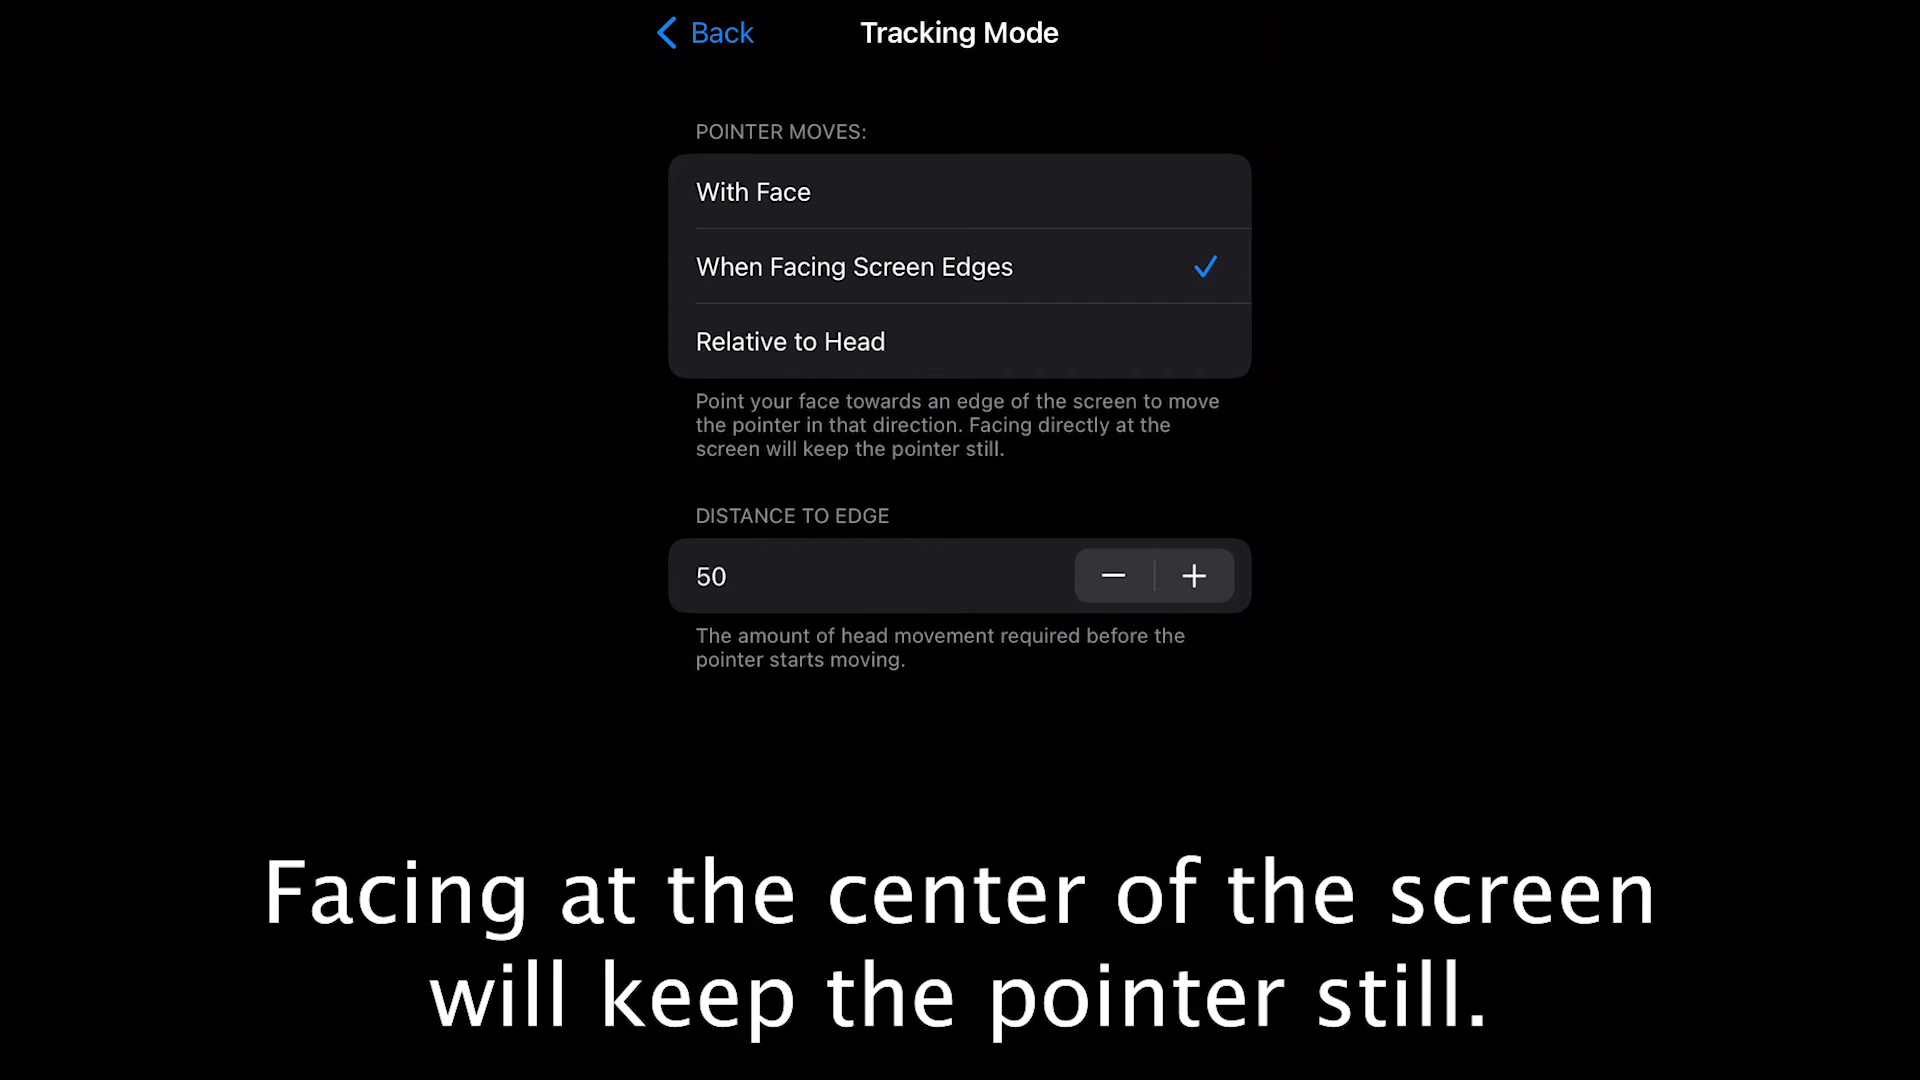 Back
Tracking Mode
POINTER MOVES:
With Face
When Facing Screen Edges
Relative to Head
Point your face towards an edge of the screen to move
the pointer in that direction. Facing directly at the
screen will keep the pointer still.
DISTANCE TO EDGE
50
The amount of head movement required before the
pointer starts moving.
Facing at the center of the screen
will keep the pointer still.